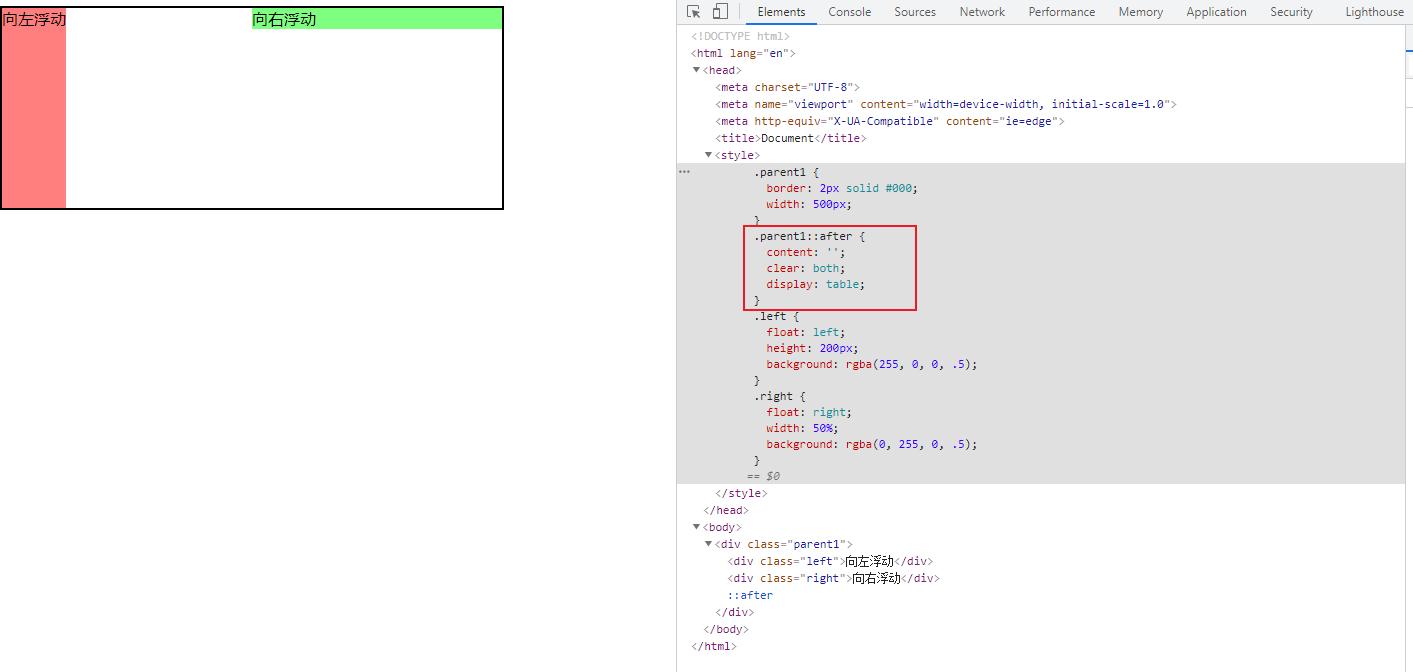 向左浮动 向右浮动
Elements Console Sources Network Performance Memory Application Security Lighthouse
<!DOCTYPE html>
<html lang="en">
<head>
<meta charset="UTF-8">
<meta name="viewport" content="width=device-width, initial-scale=1.0">
<meta http-equiv="X-UA-Compatible" content="ie=edge">
<title>Document</title>
<style>
.parent1 {
border: 2px solid #000;
width: 500px;
}
.parent1::after {
content: '';
clear: both;
display: table;
}
.left {
float: left;
height: 200px;
background: rgba(255, 0, 0, .5);
}
.right {
float: right;
width: 50%;
background: rgba(0, 255, 0, .5);
}
== $0
</style>
</head>
<body>
<div class="parent1">
<div class="left">向左浮动</div>
<div class="right">向右浮动</div>
::after
</div>
</body>
</html>